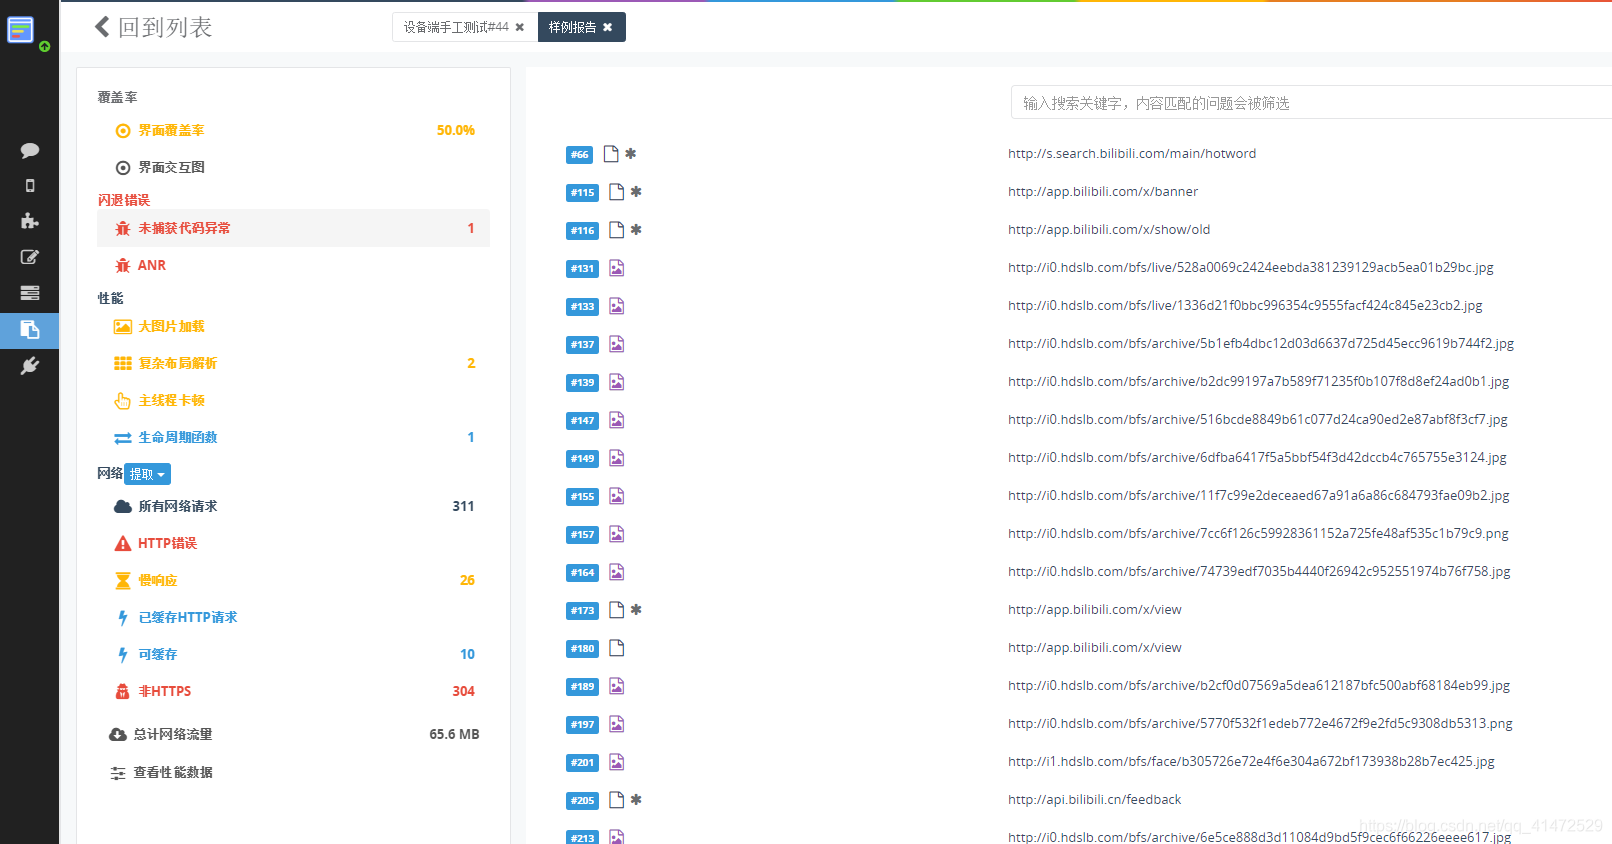 回到列表
设备端手工测试#44 ✖
样例报告 ✖
覆盖率
界面覆盖率 50.0%
界面交互图
闪退错误
未捕获代码异常 1
ANR
性能
大图片加载
复杂布局解析 2
主线程卡顿
生命周期函数 1
网络 提取
所有网络请求 311
HTTP错误
慢响应 26
已缓存HTTP请求
可缓存 10
非HTTPS 304
总计网络流量 65.6 MB
查看性能数据
输入搜索关键字，内容匹配的问题会被筛选
#66 ✱ http://s.search.bilibili.com/main/hotword
#115 ✱ http://app.bilibili.com/x/banner
#116 ✱ http://app.bilibili.com/x/show/old
#131 http://i0.hdslb.com/bfs/live/528a0069c2424eebda381239129acb5ea01b29bc.jpg
#133 http://i0.hdslb.com/bfs/live/1336d21f0bbc996354c9555facf424c845e23cb2.jpg
#137 http://i0.hdslb.com/bfs/archive/5b1efb4dbc12d03d6637d725d45ecc9619b744f2.jpg
#139 http://i0.hdslb.com/bfs/archive/b2dc99197a7b589f71235f0b107f8d8ef24ad0b1.jpg
#147 http://i0.hdslb.com/bfs/archive/516bcde8849b61c077d24ca90ed2e87abf8f3cf7.jpg
#149 http://i0.hdslb.com/bfs/archive/6dfba6417f5a5bbf54f3d42dccb4c765755e3124.jpg
#155 http://i0.hdslb.com/bfs/archive/11f7c99e2deceaed67a91a6a86c684793fae09b2.jpg
#157 http://i0.hdslb.com/bfs/archive/7cc6f126c59928361152a725fe48af535c1b79c9.png
#164 http://i0.hdslb.com/bfs/archive/74739edf7035b4440f26942c952551974b76f758.jpg
#173 ✱ http://app.bilibili.com/x/view
#180 http://app.bilibili.com/x/view
#189 http://i0.hdslb.com/bfs/archive/b2cf0d07569a5dea612187bfc500abf68184eb99.jpg
#197 http://i0.hdslb.com/bfs/archive/5770f532f1edeb772e4672f9e2fd5c9308db5313.png
#201 http://i1.hdslb.com/bfs/face/b305726e72e4f6e304a672bf173938b28b7ec425.jpg
#205 ✱ http://api.bilibili.cn/feedback
#213 http://i0.hdslb.com/bfs/archive/6e5ce888d3d11084d9bd5f9cec6f66226eeee617.jpg
https://blog.csdn.net/qq_41472529